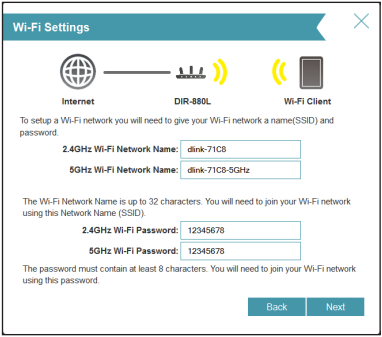 Wi-Fi Settings
Internet DIR-880L Wi-Fi Client
To setup a Wi-Fi network you will need to give your Wi-Fi network a name(SSID) and
password.
2.4GHz Wi-Fi Network Name: dlink-71C8
5GHz Wi-Fi Network Name: dlink-71C8-5GHz
The Wi-Fi Network Name is up to 32 characters. You will need to join your Wi-Fi network
using this Network Name (SSID).
2.4GHz Wi-Fi Password: 12345678
5GHz Wi-Fi Password: 12345678
The password must contain at least 8 characters. You will need to join your Wi-Fi network
using this password.
Back Next